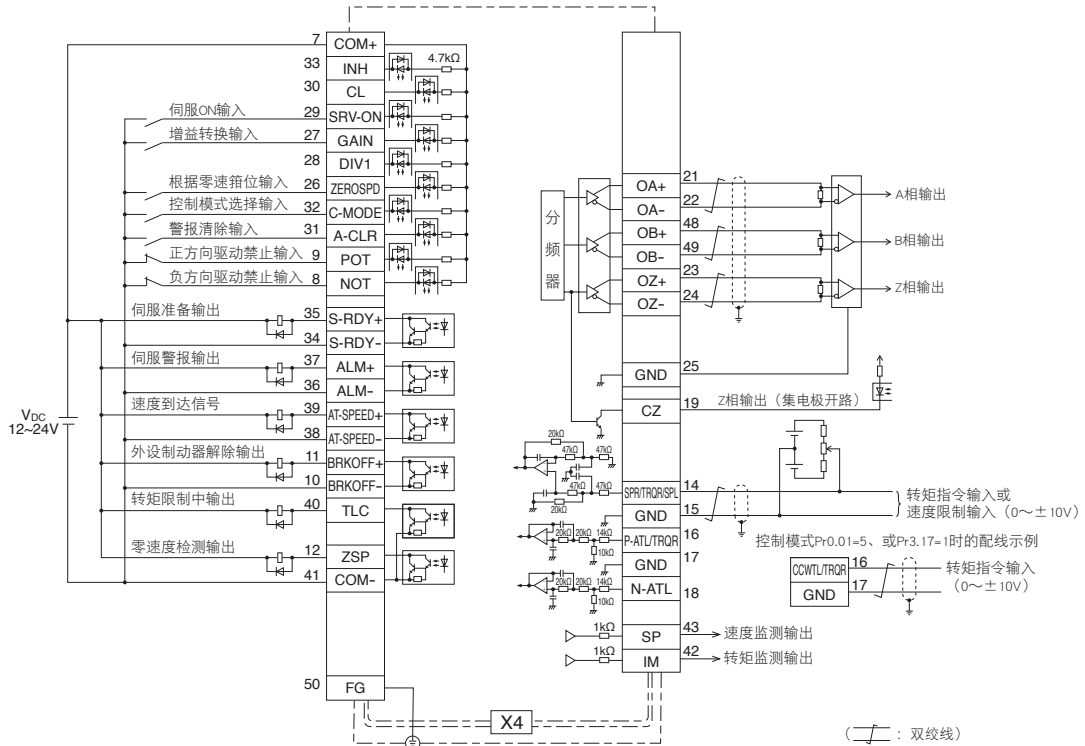 7 COM+
33 INH 4.7kΩ
30 CL
伺服ON输入 29 SRV-ON
增益转换输入 27 GAIN
28 DIV1
根据零速箝位输入 26 ZEROSPD
控制模式选择输入 32 C-MODE
警报清除输入 31 A-CLR
正方向驱动禁止输入 9 POT
负方向驱动禁止输入 8 NOT
伺服准备输出 35 S-RDY+
34 S-RDY-
伺服警报输出 37 ALM+
36 ALM-
速度到达信号 39 AT-SPEED+
38 AT-SPEED-
外设制动器解除输出 11 BRKOFF+
10 BRKOFF-
转矩限制中输出 40 TLC
零速度检测输出 12 ZSP
41 COM-
VDC
12~24V
50 FG
X4
分频器
OA+ 21
OA- 22
A相输出
OB+ 48
OB- 49
B相输出
OZ+ 23
OZ- 24
Z相输出
GND 25
CZ 19 Z相输出（集电极开路）
20kΩ
47kΩ 47kΩ
47kΩ 47kΩ
20kΩ
SPR/TRQR/SPL 14
GND 15
转矩指令输入或
速度限制输入（0～±10V）
20kΩ 20kΩ 14kΩ
10kΩ
P-ATL/TRQR 16
GND 17
20kΩ 20kΩ 14kΩ
10kΩ
N-ATL 18
控制模式Pr0.01=5、或Pr3.17=1时的配线示例
CCWTL/TRQR 16
GND 17
转矩指令输入
（0～±10V）
1kΩ SP 43 速度监测输出
1kΩ IM 42 转矩监测输出
（ ： 双绞线）